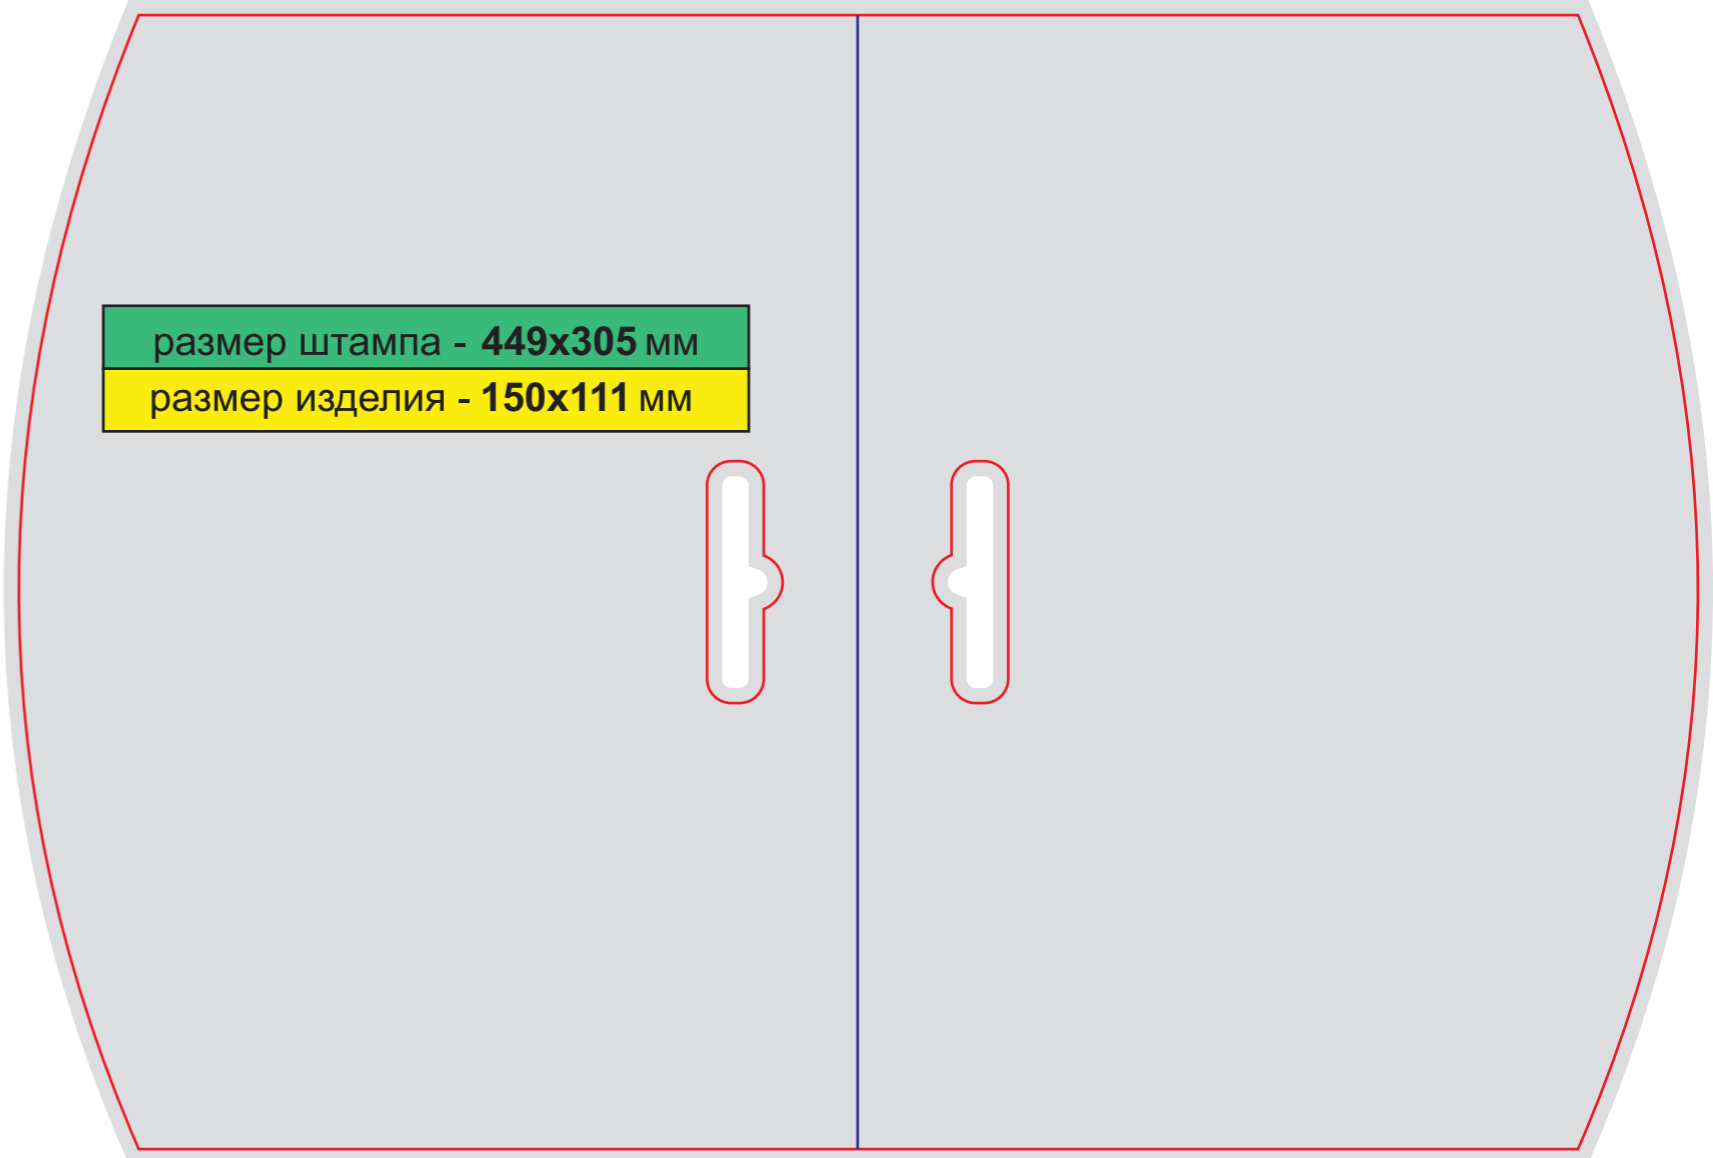 размер штампа - 449x305 мм
размер изделия - 150x111 мм